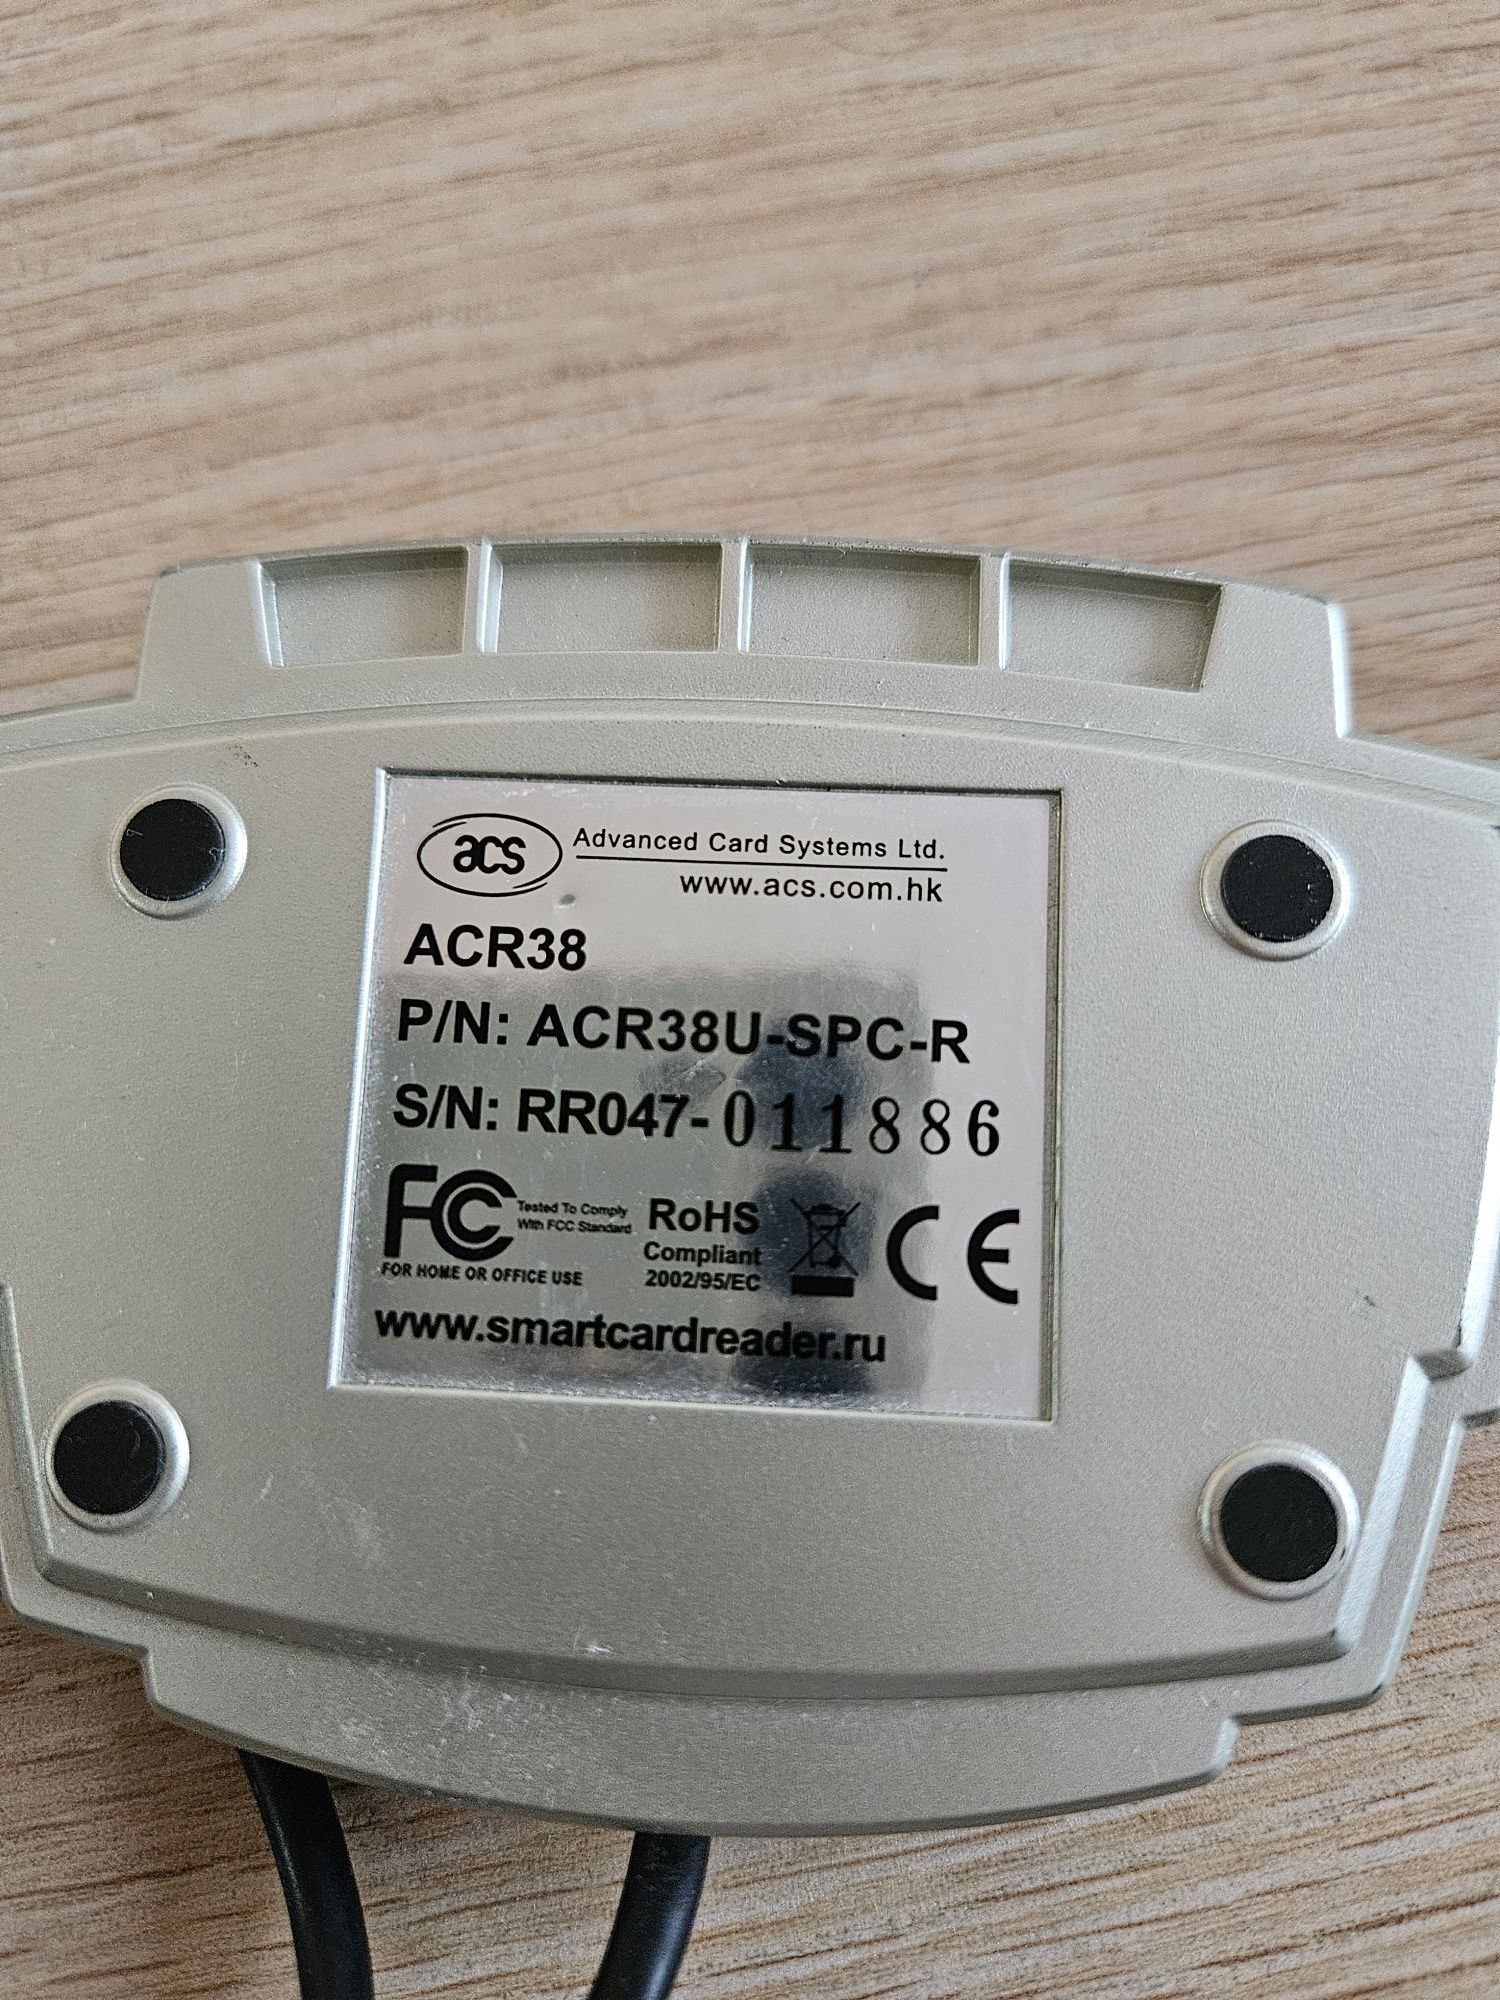 acs Advanced Card Systems Ltd.
www.acs.com.hk
ACR38
P/N: ACR38U-SPC-R
S/N: RR047-011886
FC Tested To Comply
With FCC Standard
FOR HOME OR OFFICE USE
RoHS
Compliant
2002/95/EC
CE
www.smartcardreader.ru